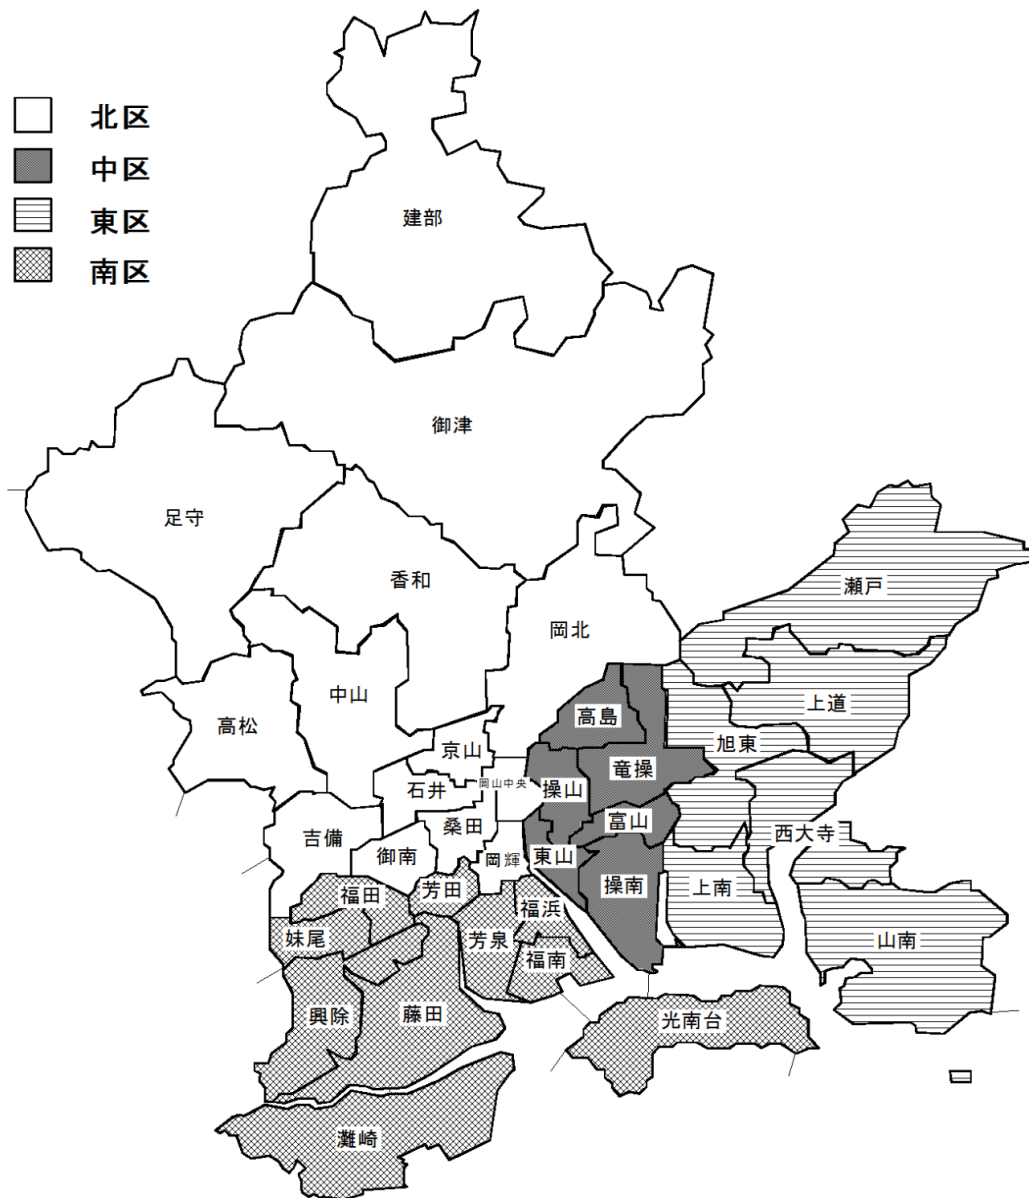 北区
中区
東区
南区
建部
御津
足守
香和
瀬戸
岡北
中山
上道
高松
高島
旭東
京山
竜操
石井
岡山中央
操山
桑田
富山
西大寺
吉備
御南
岡輝
東山
操南
上南
福田
芳田
福浜
妹尾
芳泉
福南
山南
興除
藤田
光南台
灘崎